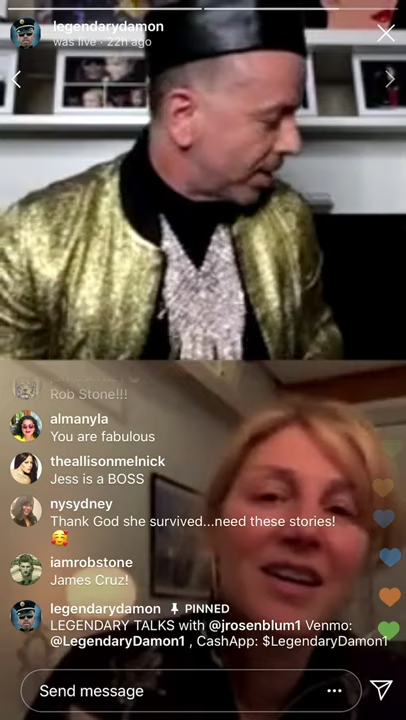 legendarydamon
was live · 22h ago
Rob Stone!!!
almanyla
You are fabulous
theallisonmelnick
Jess is a BOSS
nysydney
Thank God she survived...need these stories!
🥰
iamrobstone
James Cruz!
legendarydamon PINNED
LEGENDARY TALKS with @jrosenblum1 Venmo:
@LegendaryDamon1 , CashApp: $LegendaryDamon1
Send message